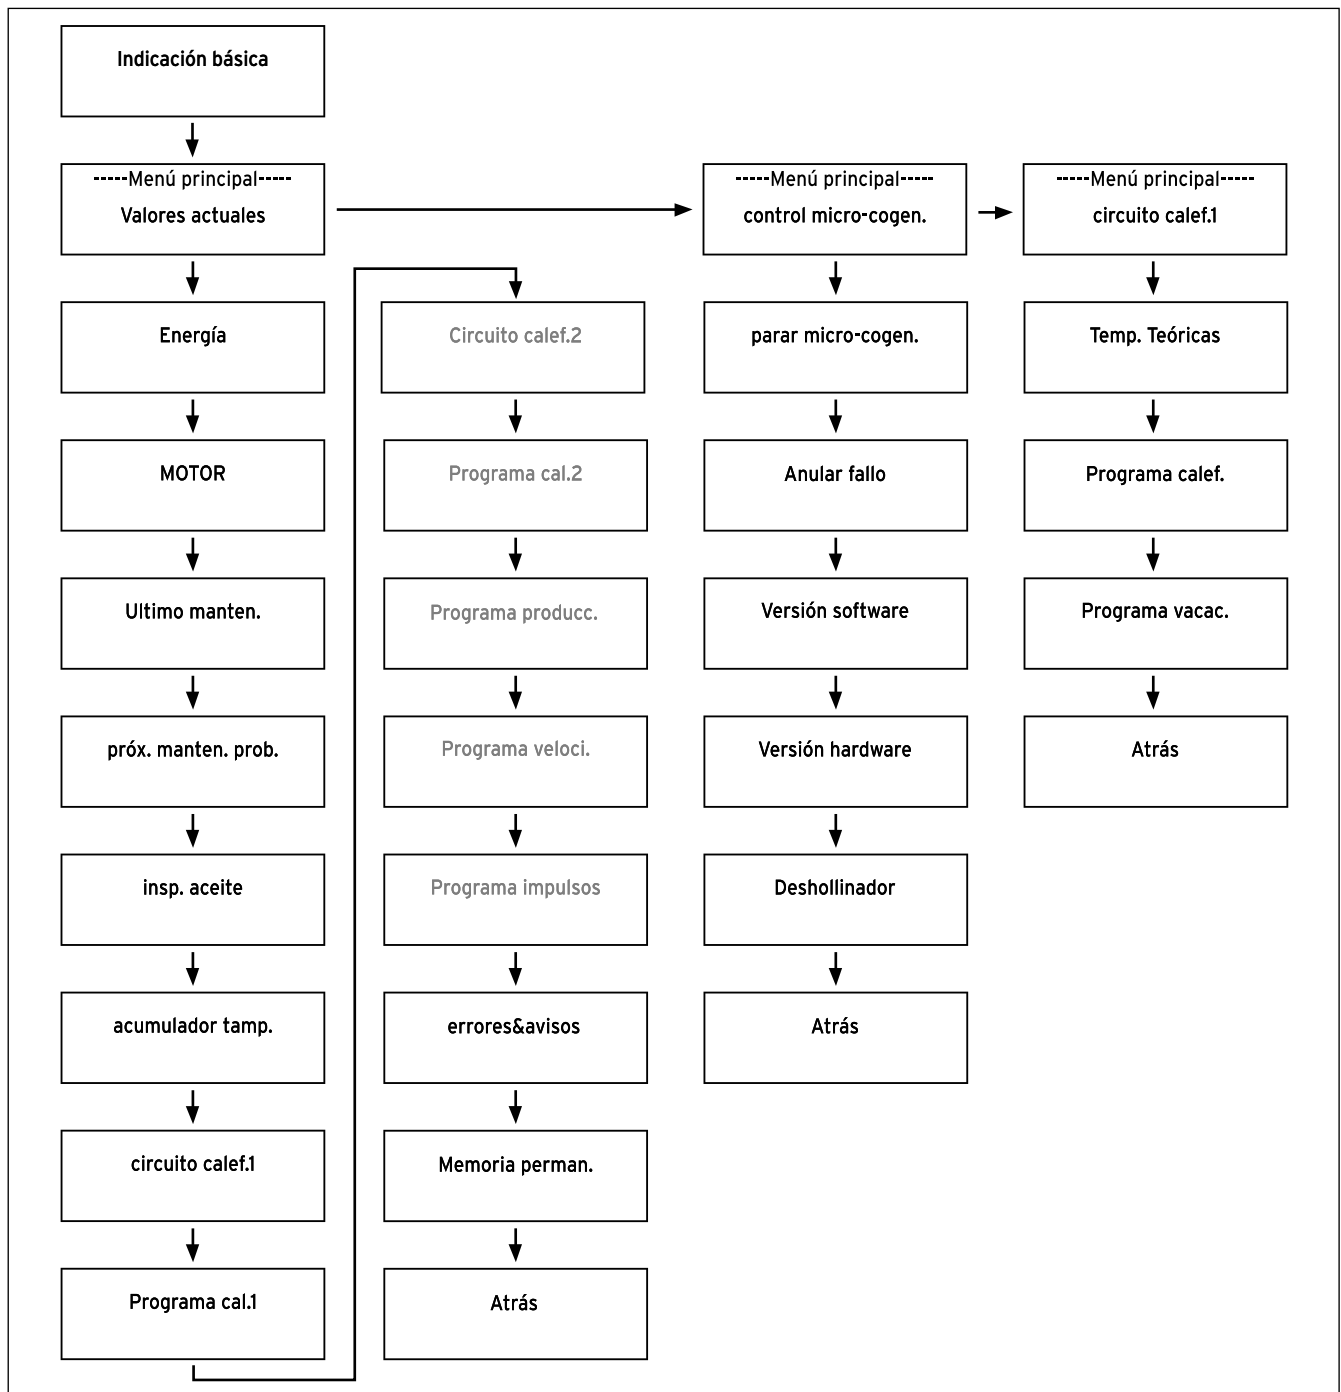 Indicación básica
-----Menú principal-----
Valores actuales
Energía
MOTOR
Ultimo manten.
próx. manten. prob.
insp. aceite
acumulador tamp.
circuito calef.1
Programa cal.1
Circuito calef.2
Programa cal.2
Programa producc.
Programa veloci.
Programa impulsos
errores&avisos
Memoria perman.
Atrás
-----Menú principal-----
control micro-cogen.
parar micro-cogen.
Anular fallo
Versión software
Versión hardware
Deshollinador
Atrás
-----Menú principal-----
circuito calef.1
Temp. Teóricas
Programa calef.
Programa vacac.
Atrás